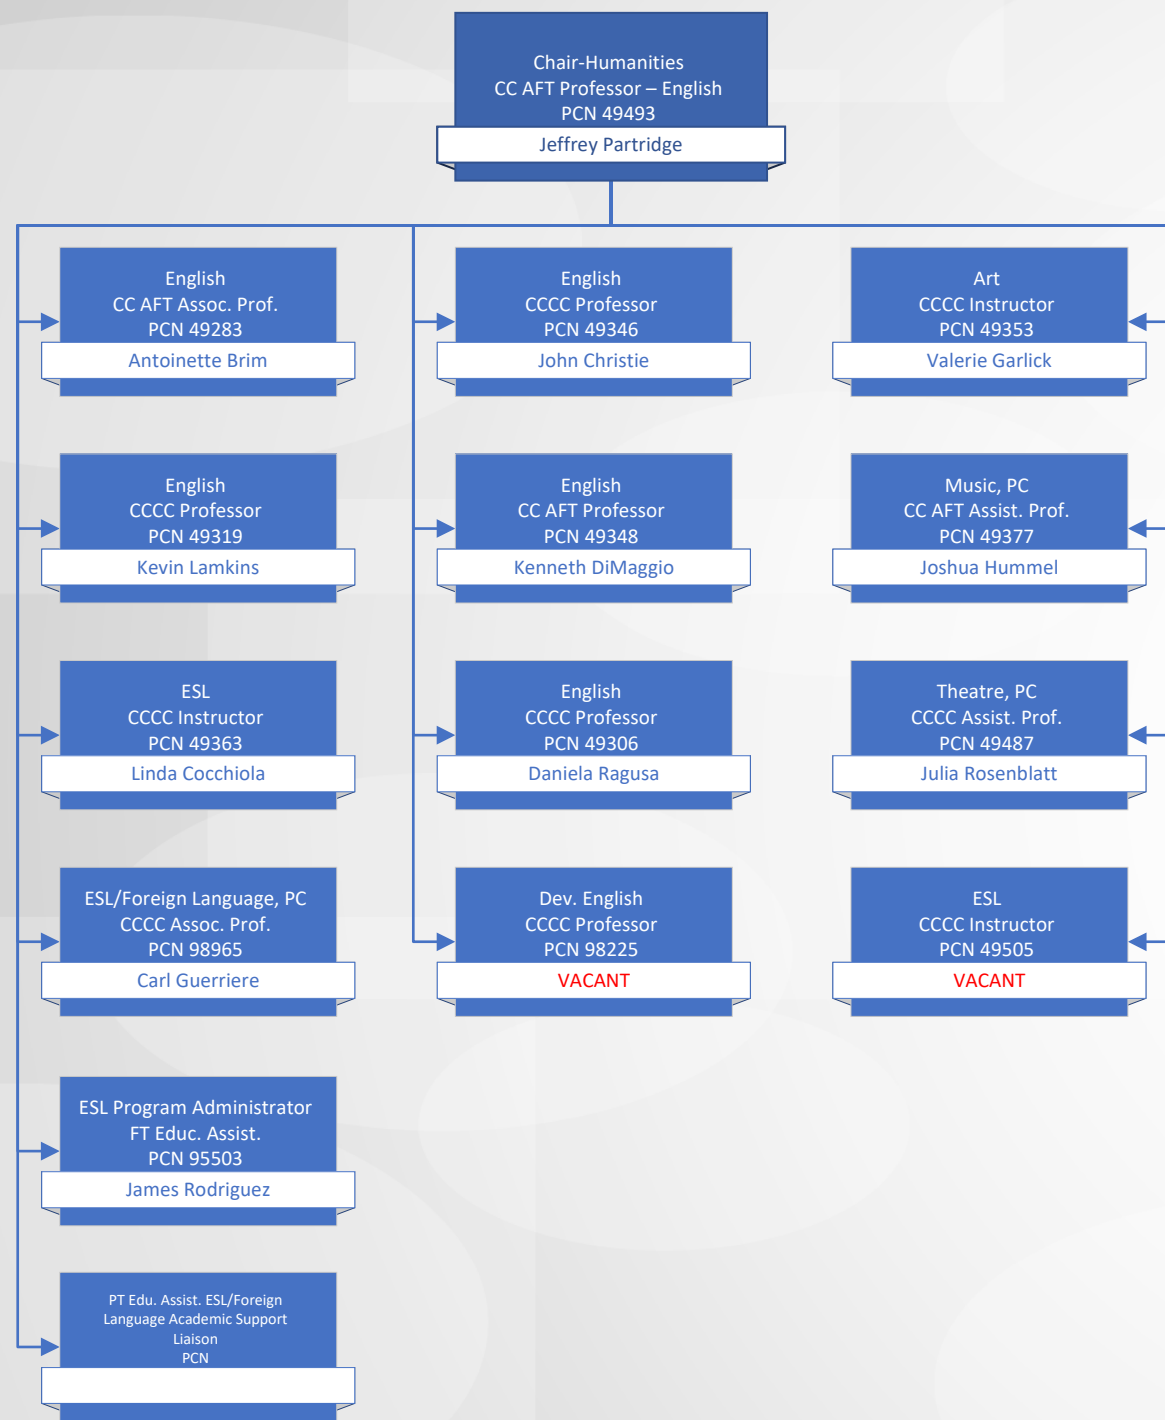 Chair-Humanities
CC AFT Professor – English
PCN 49493
Jeffrey Partridge
English
CC AFT Assoc. Prof.
PCN 49283
Antoinette Brim
English
CCCC Professor
PCN 49346
John Christie
Art
CCCC Instructor
PCN 49353
Valerie Garlick
English
CCCC Professor
PCN 49319
Kevin Lamkins
English
CC AFT Professor
PCN 49348
Kenneth DiMaggio
Music, PC
CC AFT Assist. Prof.
PCN 49377
Joshua Hummel
ESL
CCCC Instructor
PCN 49363
Linda Cocchiola
English
CCCC Professor
PCN 49306
Daniela Ragusa
Theatre, PC
CCCC Assist. Prof.
PCN 49487
Julia Rosenblatt
ESL/Foreign Language, PC
CCCC Assoc. Prof.
PCN 98965
Carl Guerriere
Dev. English
CCCC Professor
PCN 98225
VACANT
ESL
CCCC Instructor
PCN 49505
VACANT
ESL Program Administrator
FT Educ. Assist.
PCN 95503
James Rodriguez
PT Edu. Assist. ESL/Foreign
Language Academic Support
Liaison
PCN